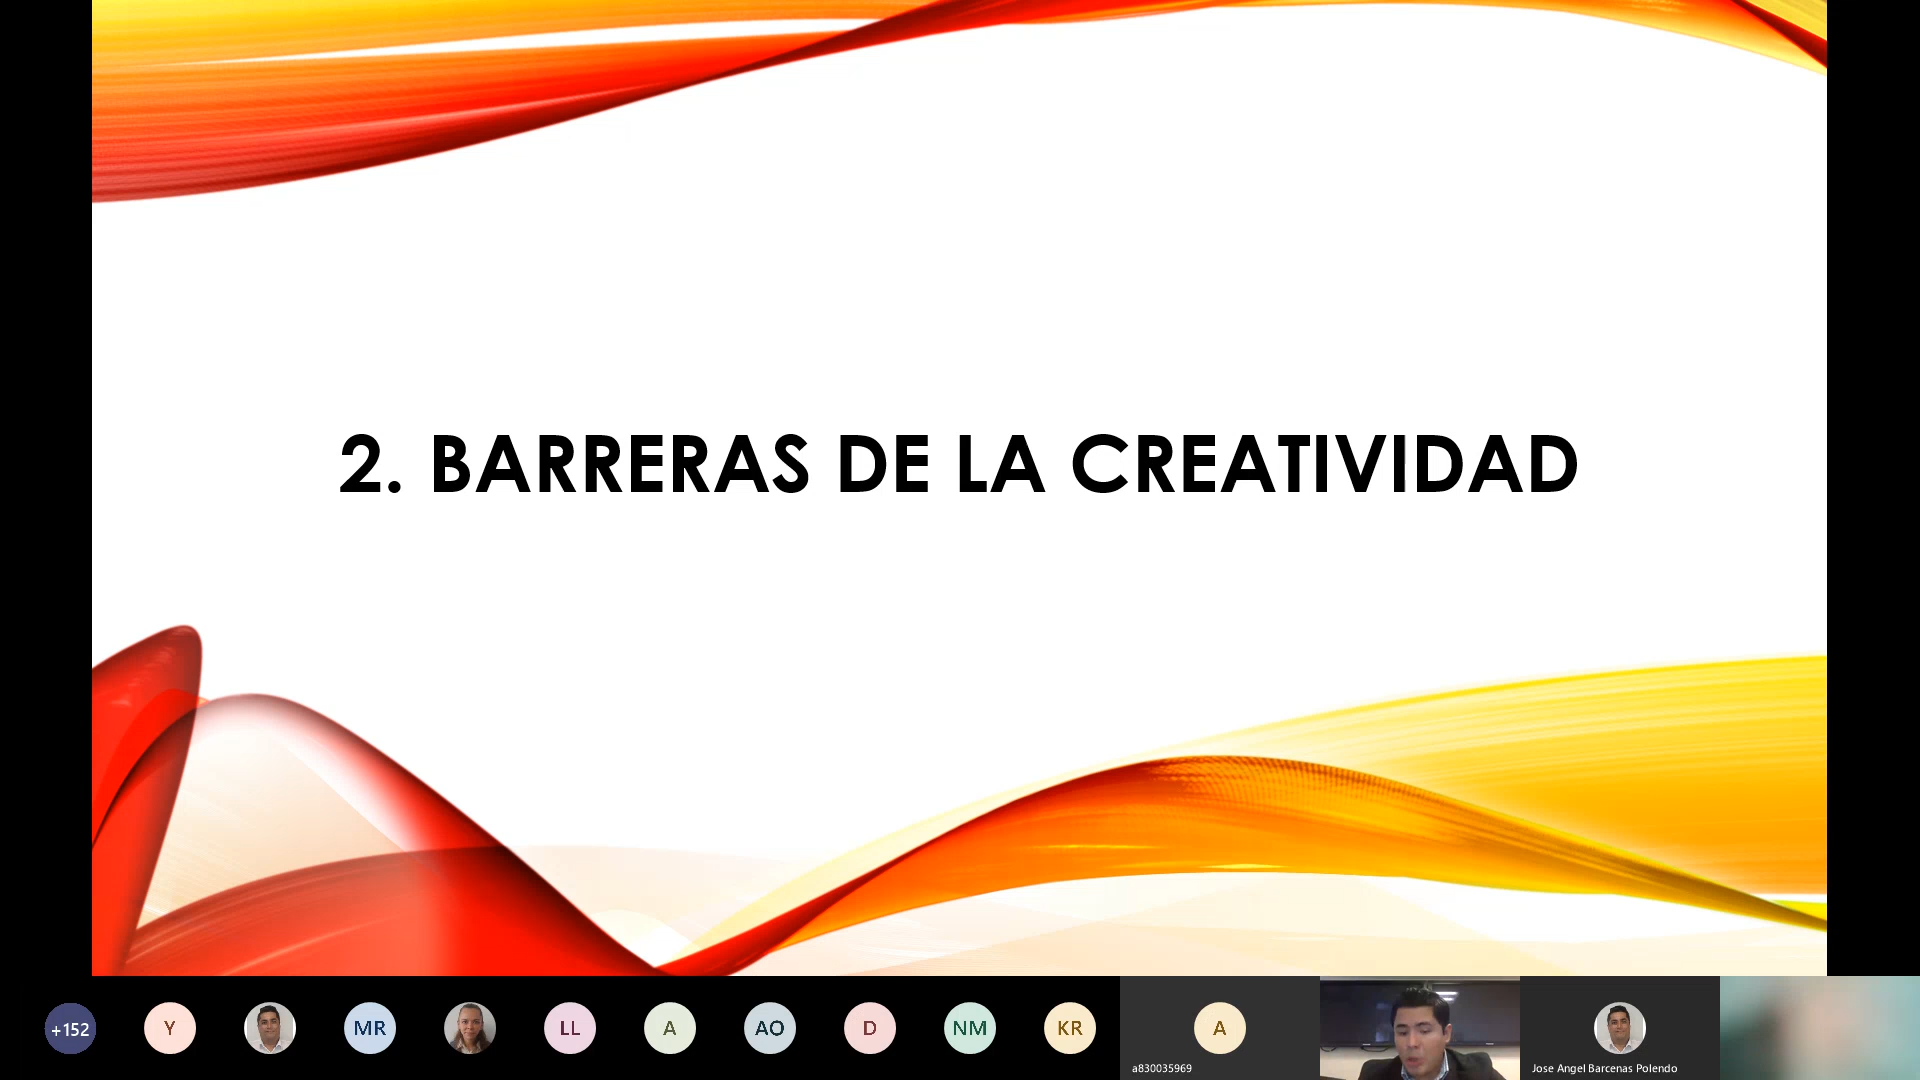 2. BARRERAS DE LA CREATIVIDAD
+152
Y
MR
LL
A
AO
D
NM
KR
A
a830035969
Jose Angel Barcenas Polendo